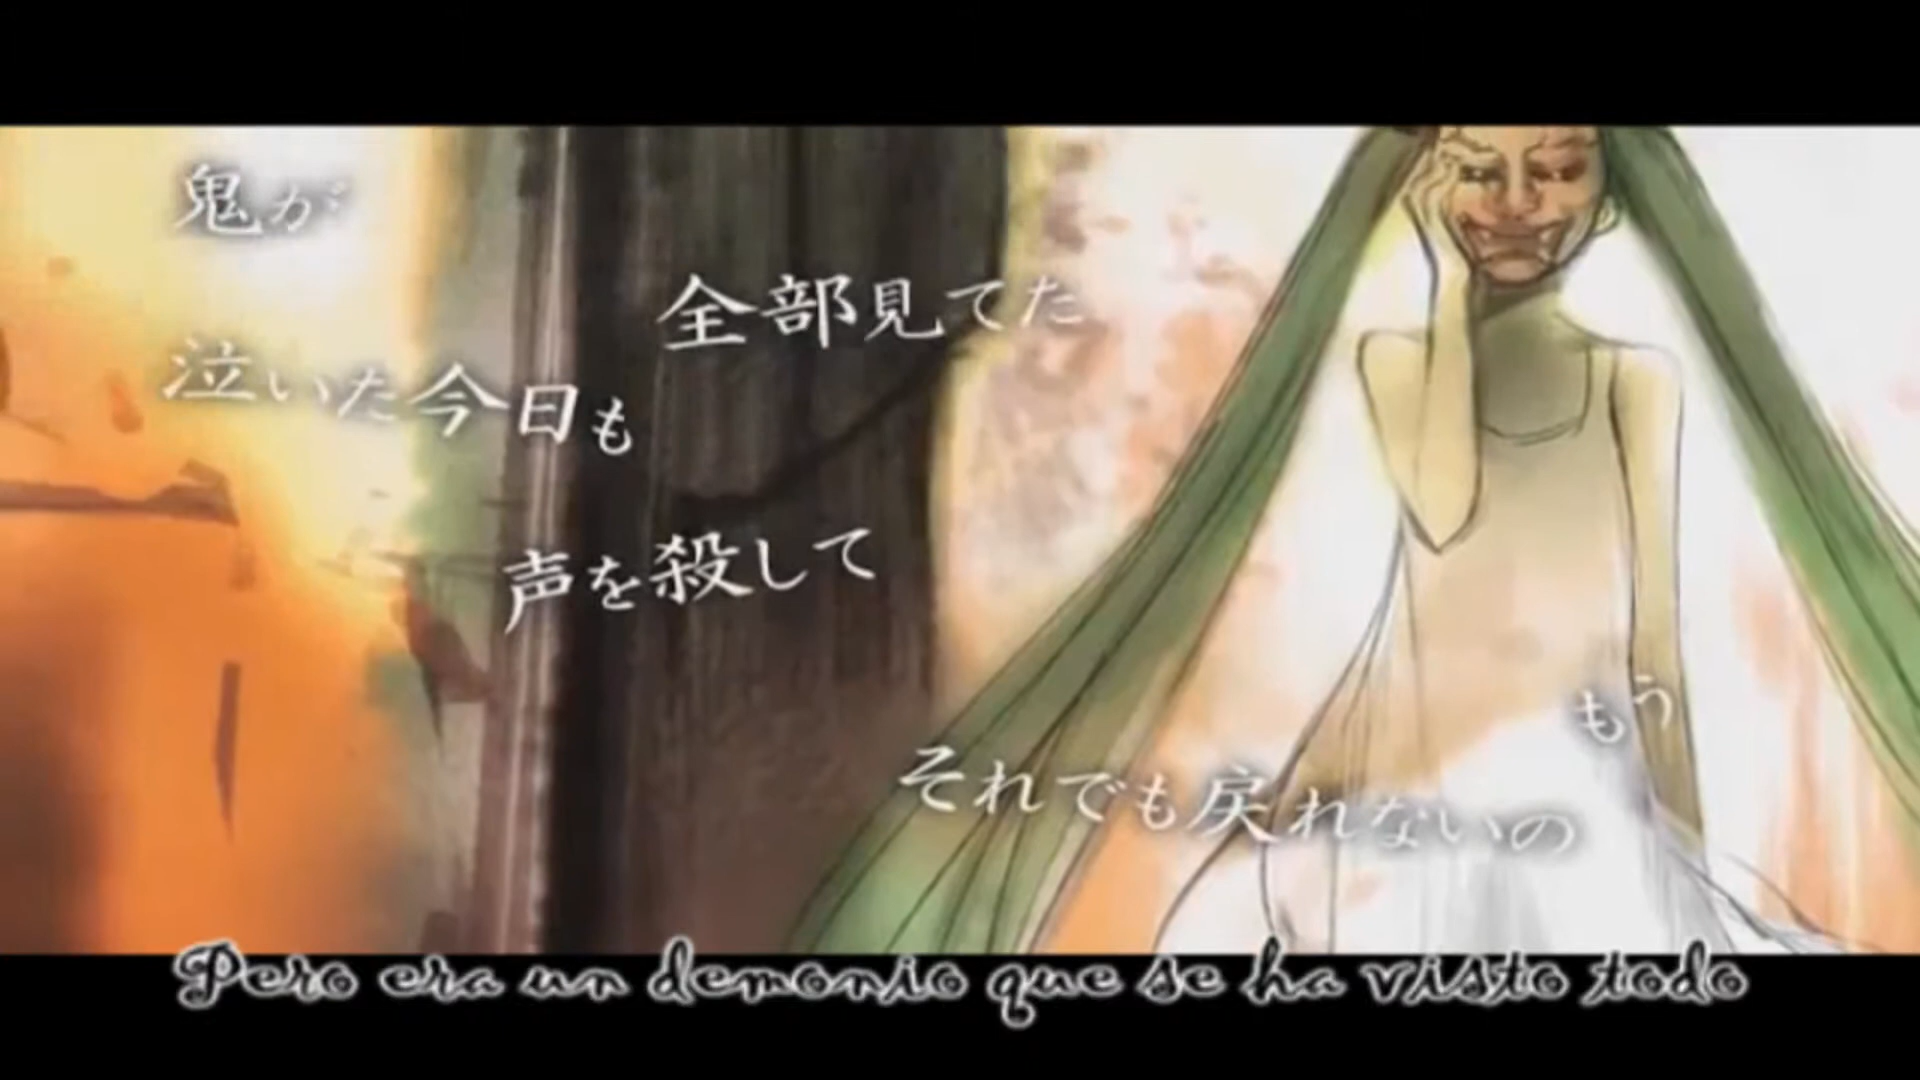 鬼が
全部見てた
泣いた今日も
声を殺して
もう
それでも戻れないの
Pero era un demonio que se ha visto todo